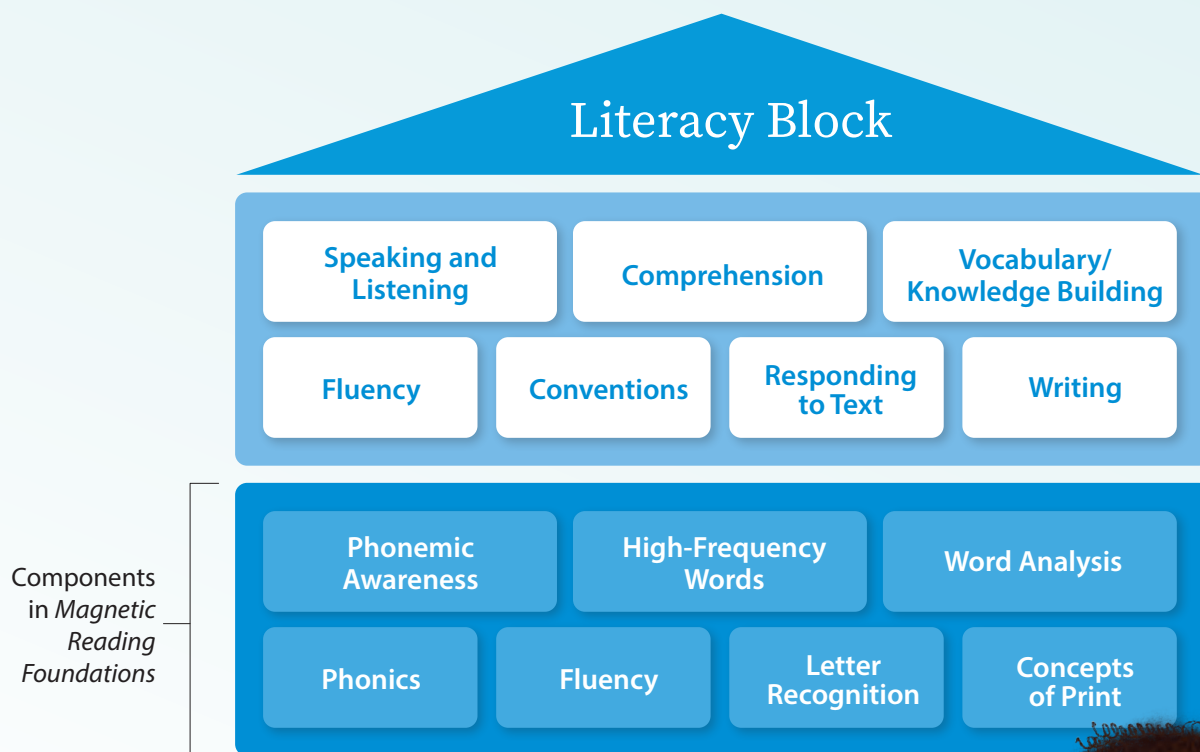 Literacy Block
Speaking and
Listening
Comprehension
Vocabulary/
Knowledge Building
Fluency
Conventions
Responding
to Text
Writing
Components
in Magnetic
Reading
Foundations
Phonemic
Awareness
High-Frequency
Words
Word Analysis
Phonics
Fluency
Letter
Recognition
Concepts
of Print